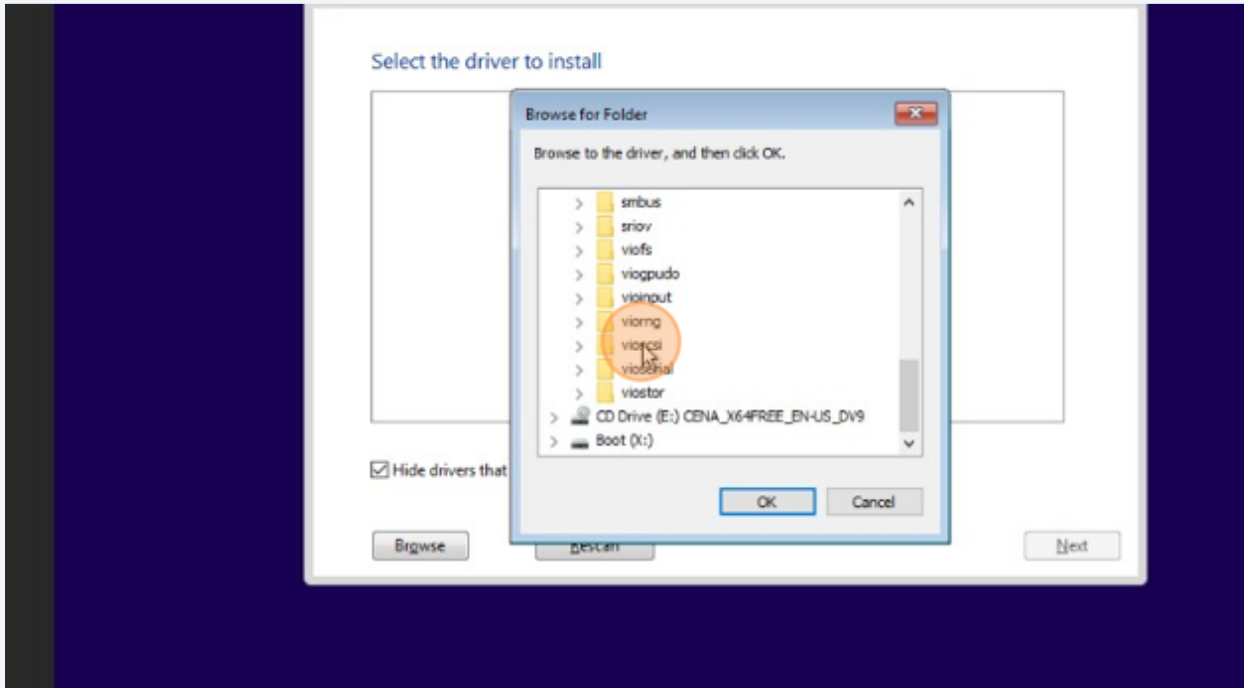 Select the driver to install
Browse for Folder
Browse to the driver, and then click OK.
smbus
sriov
viofs
viogpudo
vioinput
viorng
vioscsi
vioserial
viostor
CD Drive (E:) CENA_X64FREE_EN-US_DV9
Boot (X:)
Hide drivers that
OK
Cancel
Browse
Rescan
Next